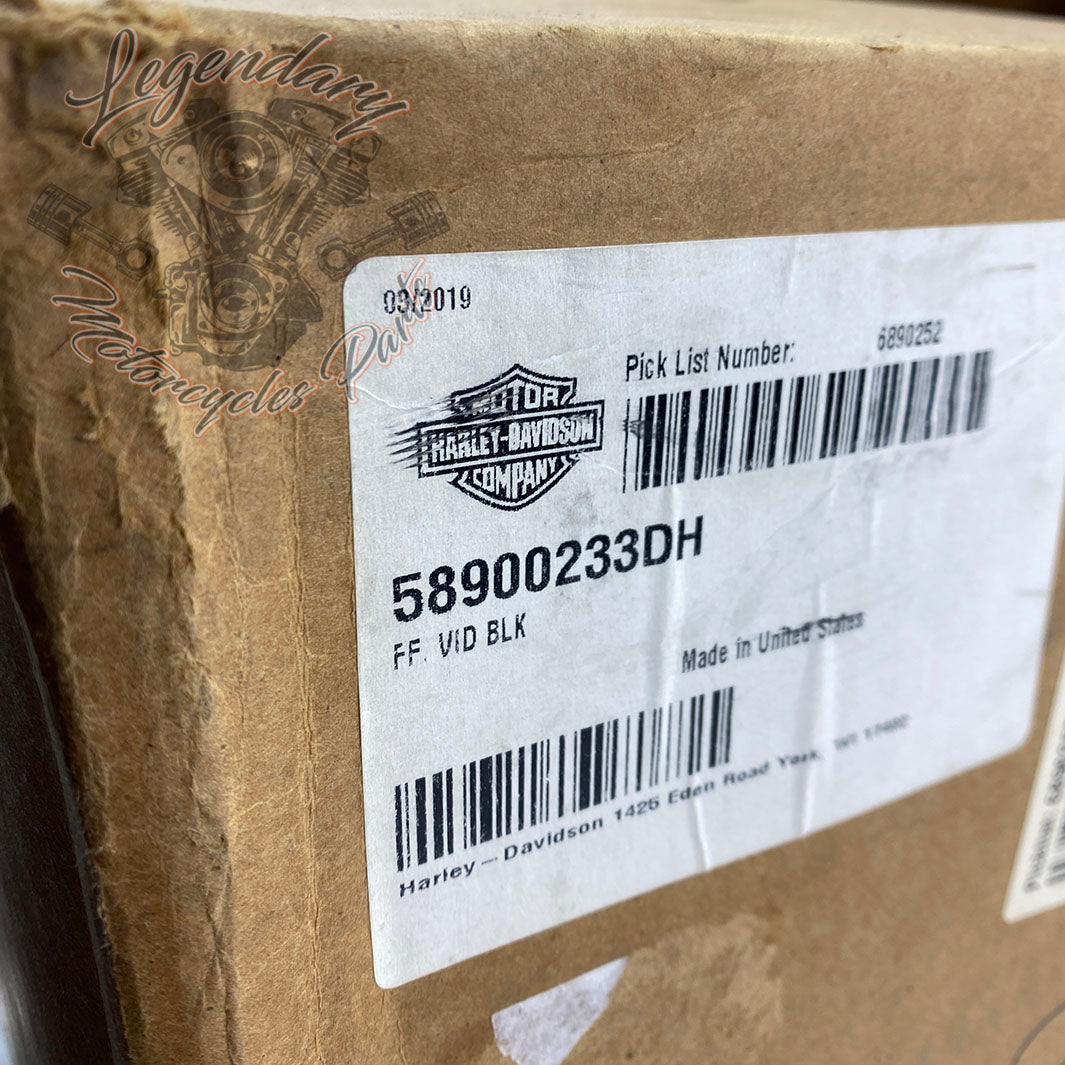 Legendary
Motorcycles Parts
03/2019
Pick List Number:
6890252
MOTOR
HARLEY-DAVIDSON
COMPANY
58900233DH
FF. VID BLK
Made in United States
Harley-Davidson 1425 Eden Road York, WI 17402